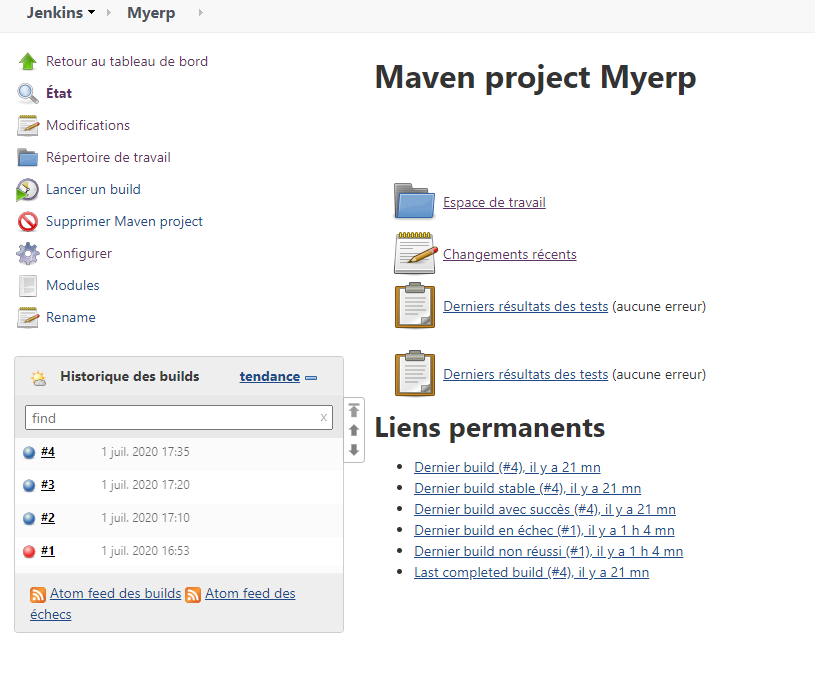 Jenkins Myerp
Retour au tableau de bord
État
Modifications
Répertoire de travail
Lancer un build
Supprimer Maven project
Configurer
Modules
Rename
Historique des builds tendance
find x
#4 1 juil. 2020 17:35
#3 1 juil. 2020 17:20
#2 1 juil. 2020 17:10
#1 1 juil. 2020 16:53
Atom feed des builds Atom feed des
échecs
Maven project Myerp
Espace de travail
Changements récents
Derniers résultats des tests (aucune erreur)
Derniers résultats des tests (aucune erreur)
Liens permanents
Dernier build (#4), il y a 21 mn
Dernier build stable (#4), il y a 21 mn
Dernier build avec succès (#4), il y a 21 mn
Dernier build en échec (#1), il y a 1 h 4 mn
Dernier build non réussi (#1), il y a 1 h 4 mn
Last completed build (#4), il y a 21 mn